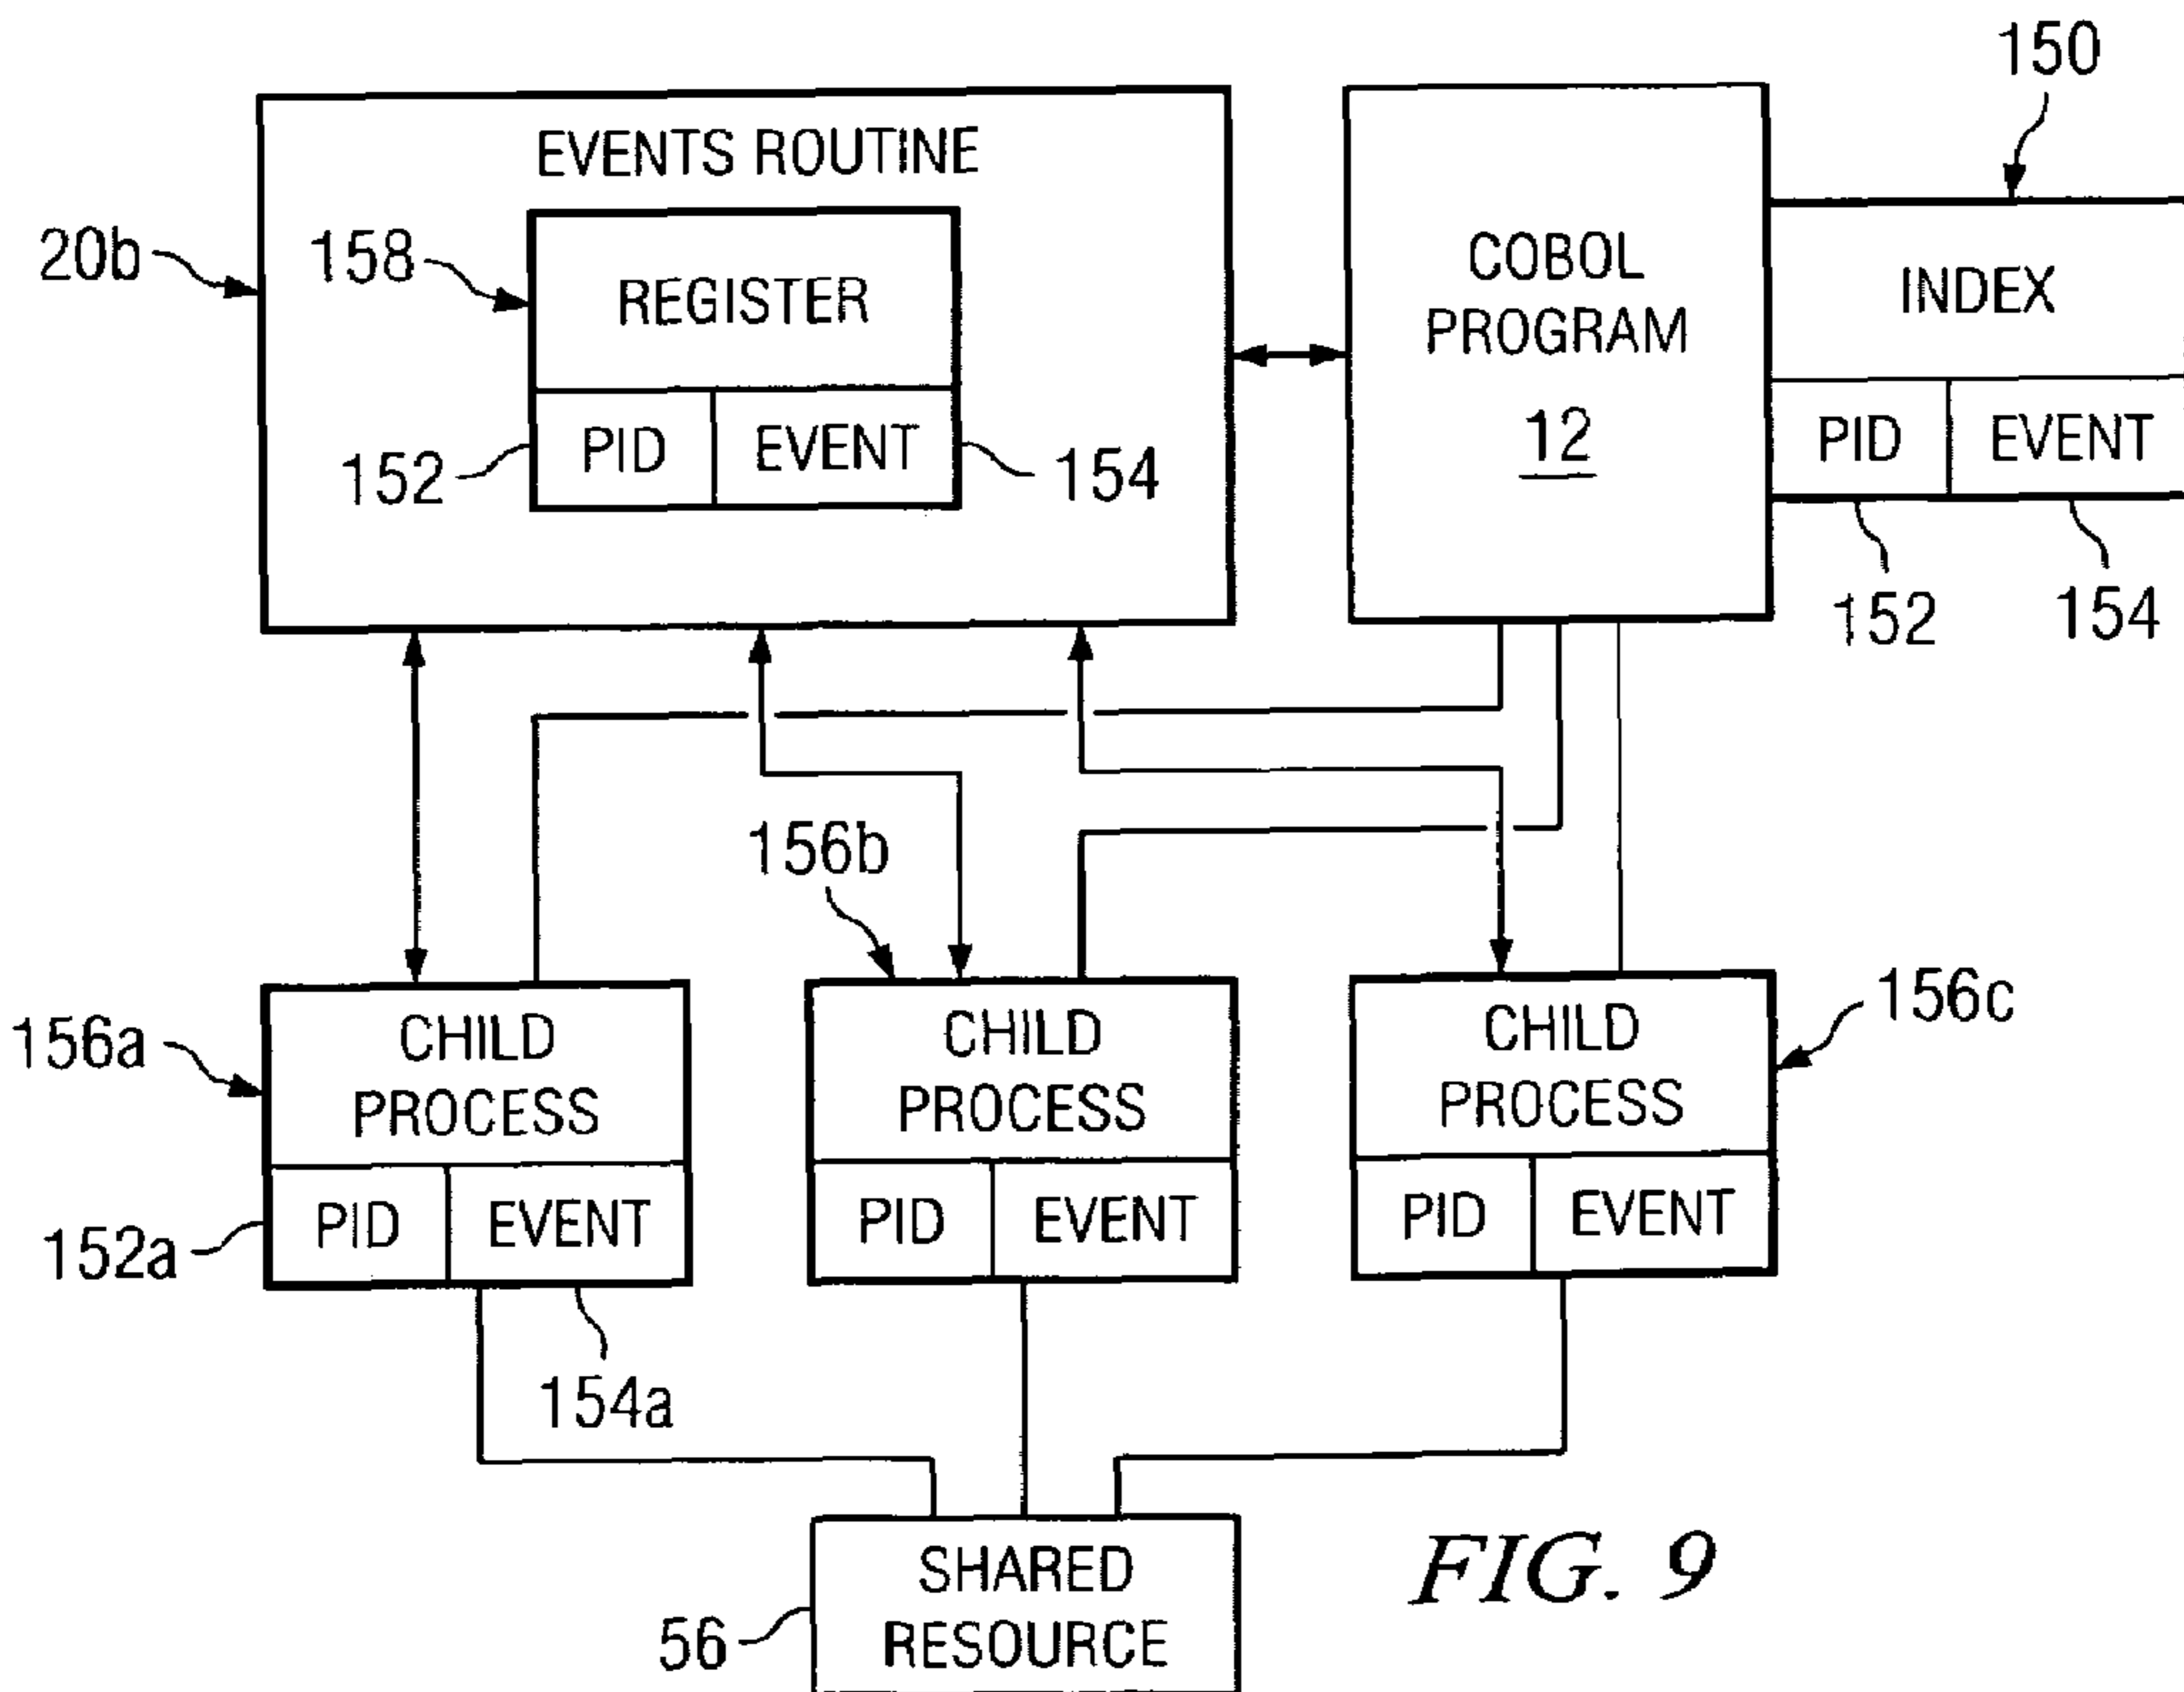 150
EVENTS ROUTINE
20b
158
REGISTER
COBOL
PROGRAM
12
INDEX
152
PID
EVENT
154
PID
EVENT
152
154
156b
156a
CHILD
PROCESS
CHILD
PROCESS
CHILD
PROCESS
156c
152a
PID
EVENT
PID
EVENT
PID
EVENT
154a
56
SHARED
RESOURCE
FIG. 9